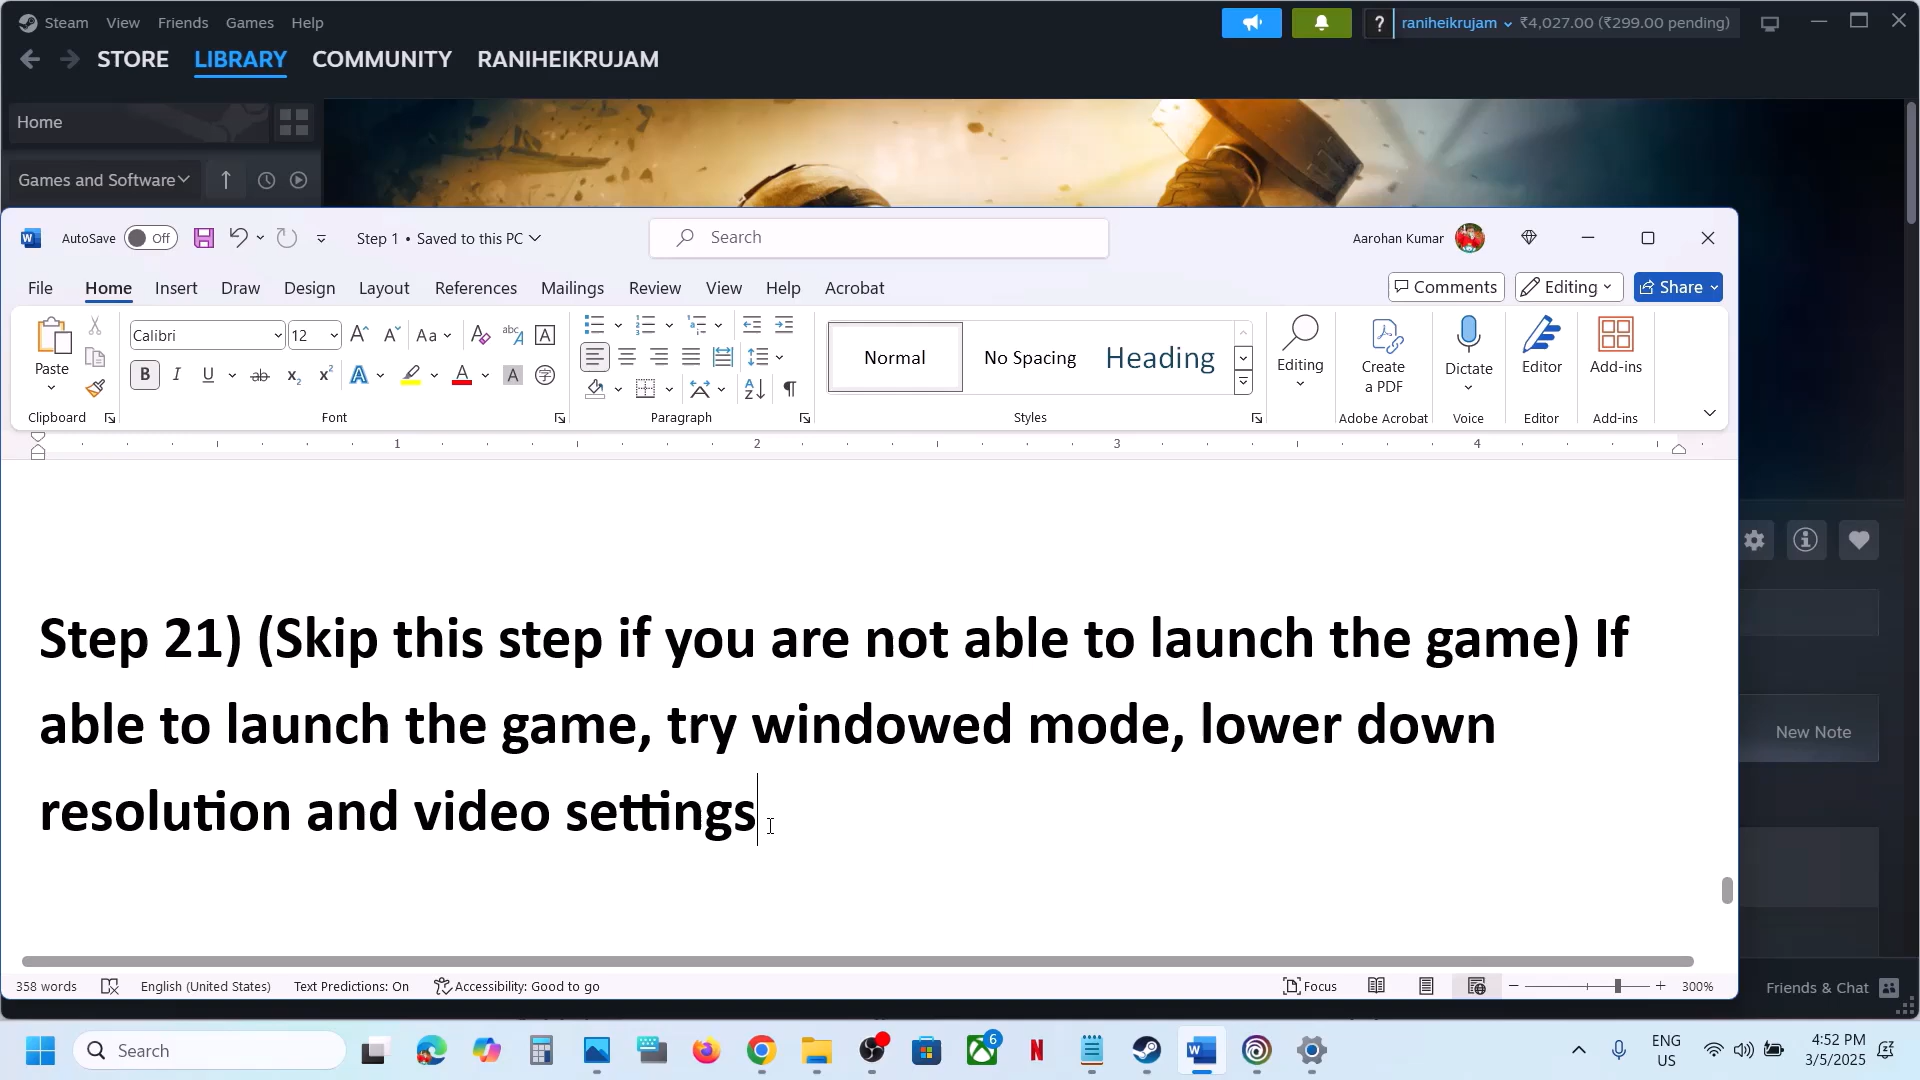 Steam View Friends Games Help
? raniheikrujam ₹4,027.00 (₹299.00 pending)
STORE LIBRARY COMMUNITY RANIHEIKRUJAM
Home
Games and Software
AutoSave Off Step 1 • Saved to this PC Search Aarohan Kumar
File Home Insert Draw Design Layout References Mailings Review View Help Acrobat Comments Editing Share
Paste Calibri 12 Normal No Spacing Heading Editing Create a PDF Dictate Editor Add-ins
Clipboard Font Paragraph Styles Adobe Acrobat Voice Editor Add-ins
1 2 3 4
Step 21) (Skip this step if you are not able to launch the game) If
able to launch the game, try windowed mode, lower down
resolution and video settings
New Note
358 words English (United States) Text Predictions: On Accessibility: Good to go Focus 300%
Friends & Chat
Search 6 ENG US 4:52 PM 3/5/2025